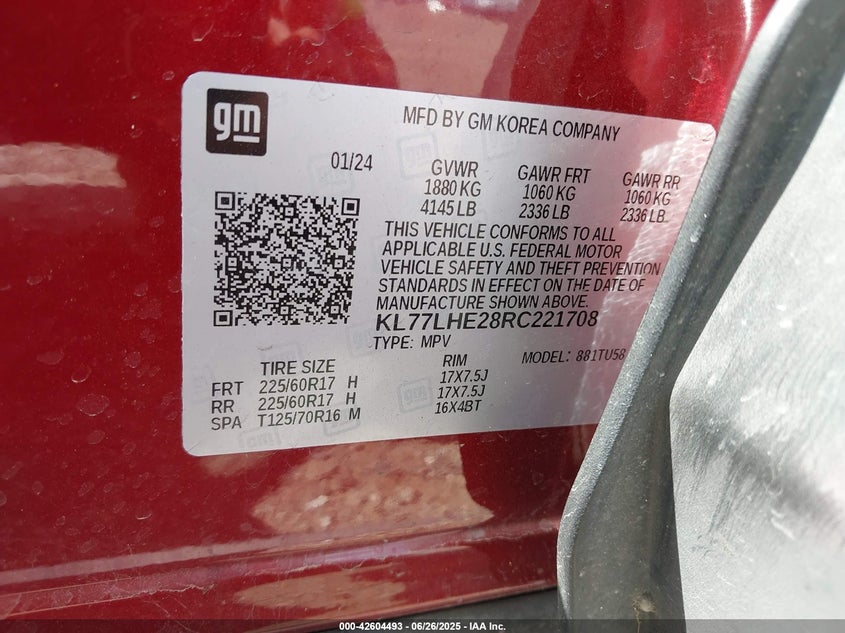 gm
MFD BY GM KOREA COMPANY
01/24
GVWR GAWR FRT GAWR RR
1880 KG 1060 KG 1060 KG
4145 LB 2336 LB 2336 LB
THIS VEHICLE CONFORMS TO ALL
APPLICABLE U.S. FEDERAL MOTOR
VEHICLE SAFETY AND THEFT PREVENTION
STANDARDS IN EFFECT ON THE DATE OF
MANUFACTURE SHOWN ABOVE.
KL77LHE28RC221708
TYPE: MPV MODEL: 881TU58
TIRE SIZE RIM
FRT 225/60R17 H 17X7.5J
RR 225/60R17 H 17X7.5J
SPA T125/70R16 M 16X4BT
000-42604493 - 06/26/2025 - IAA Inc.